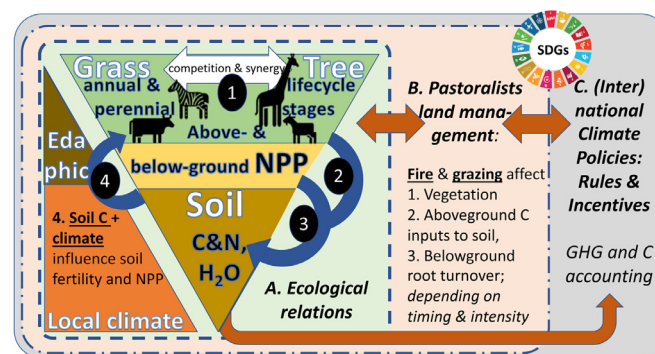 SDGs
Grass
competition & synergy
Tree
annual &
perennial
1
lifecycle
stages
Above- &
below-ground NPP
2
3
4
Soil
C&N,
H₂O
Eda
phic
4. Soil C +
climate
influence soil
fertility and NPP
Local climate
A. Ecological
relations
B. Pastoralists
land mana-
gement:
Fire & grazing affect
1. Vegetation
2. Aboveground C
inputs to soil,
3. Belowground
root turnover;
depending on
timing & intensity
C. (Inter)
national
Climate
Policies:
Rules &
Incentives
GHG and C
accounting